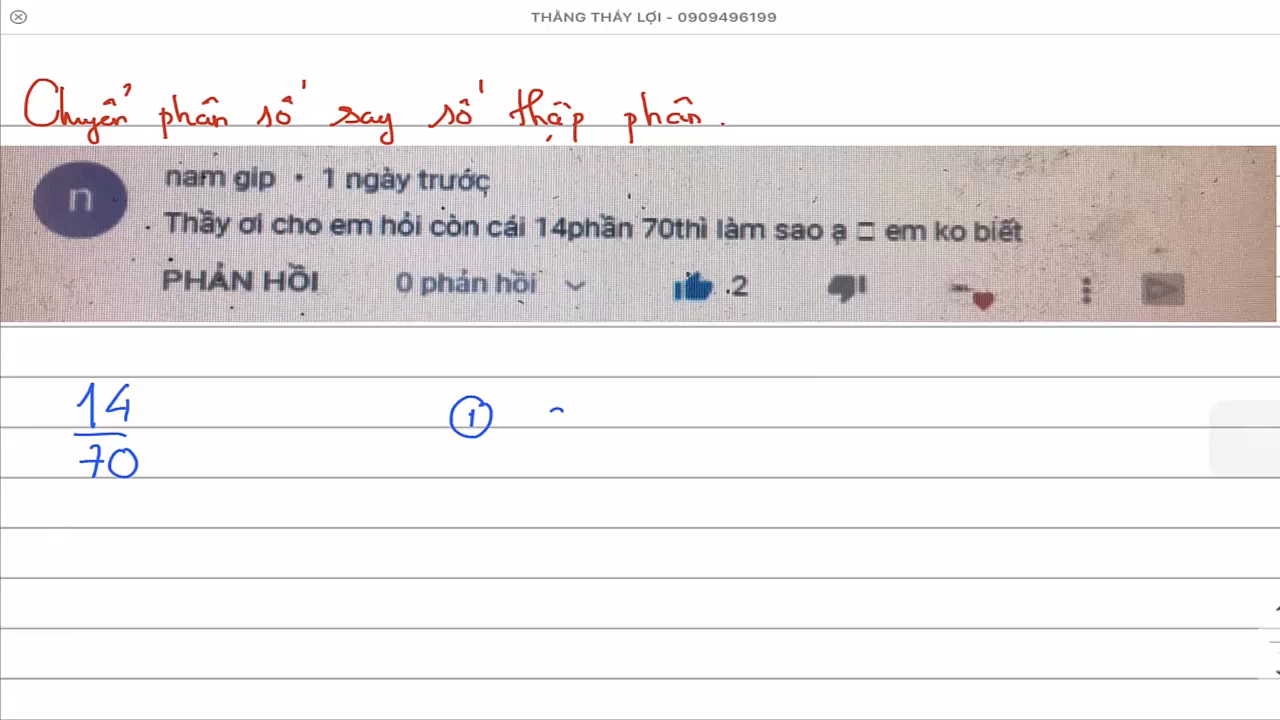 THẮNG THẦY LỢI - 0909496199
Chuyển phân số say số thập phân.
n
nam gip • 1 ngày trước
Thầy ơi cho em hỏi còn cái 14phần 70thì làm sao ạ em ko biết
PHẢN HỒI 0 phản hồi 2
14
70
1